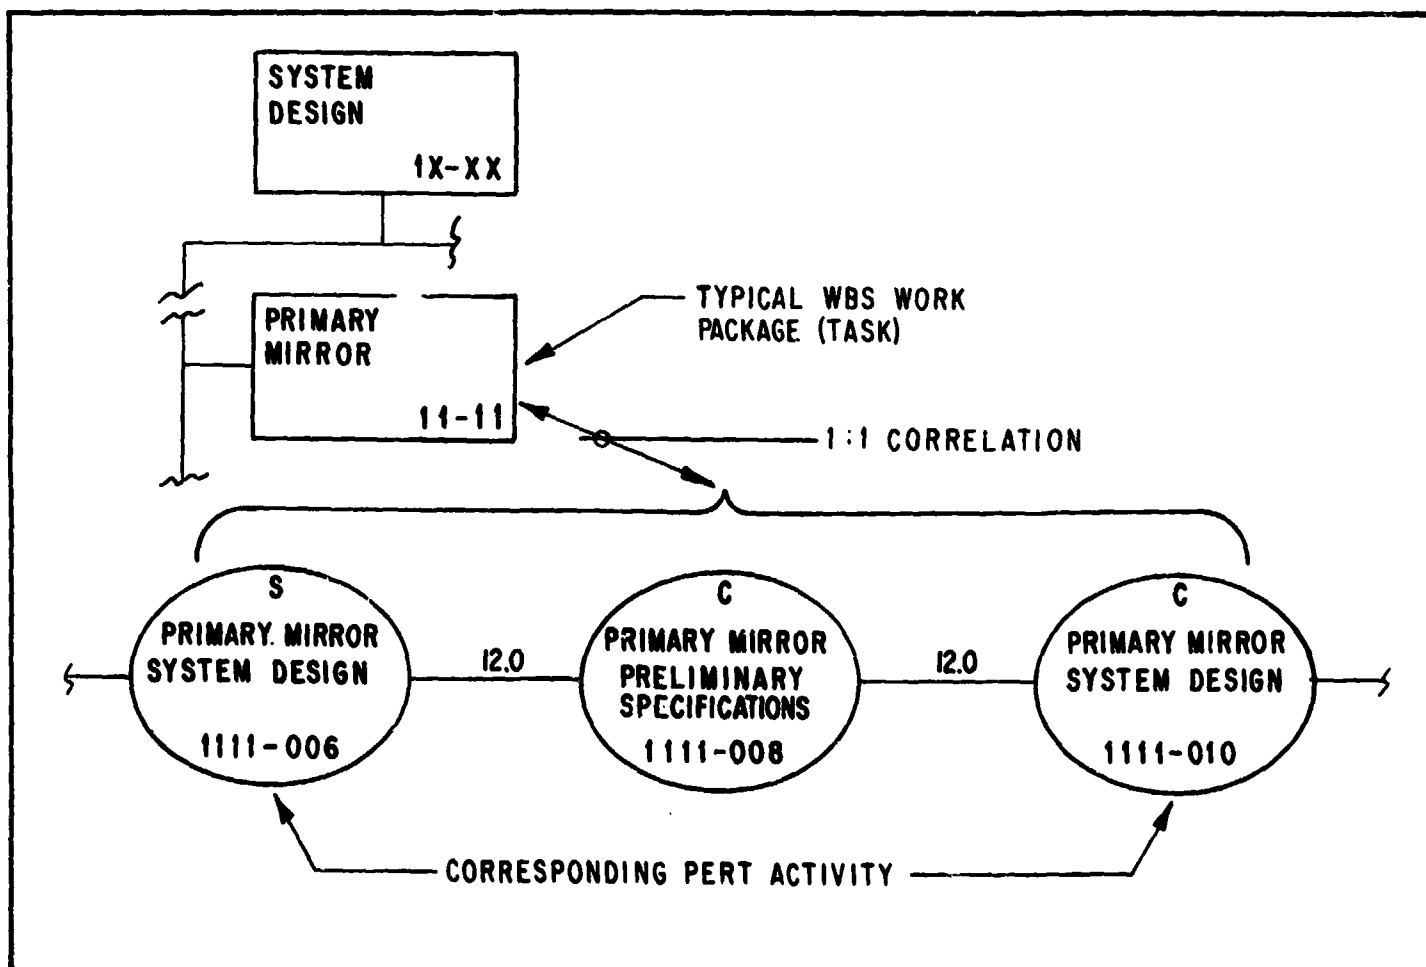 SYSTEM
DESIGN
1X-XX
PRIMARY
MIRROR
11-11
TYPICAL WBS WORK
PACKAGE (TASK)
1:1 CORRELATION
S
PRIMARY. MIRROR
SYSTEM DESIGN
1111-006
12.0
C
PRIMARY MIRROR
PRELIMINARY
SPECIFICATIONS
1111-008
12.0
C
PRIMARY MIRROR
SYSTEM DESIGN
1111-010
CORRESPONDING PERT ACTIVITY